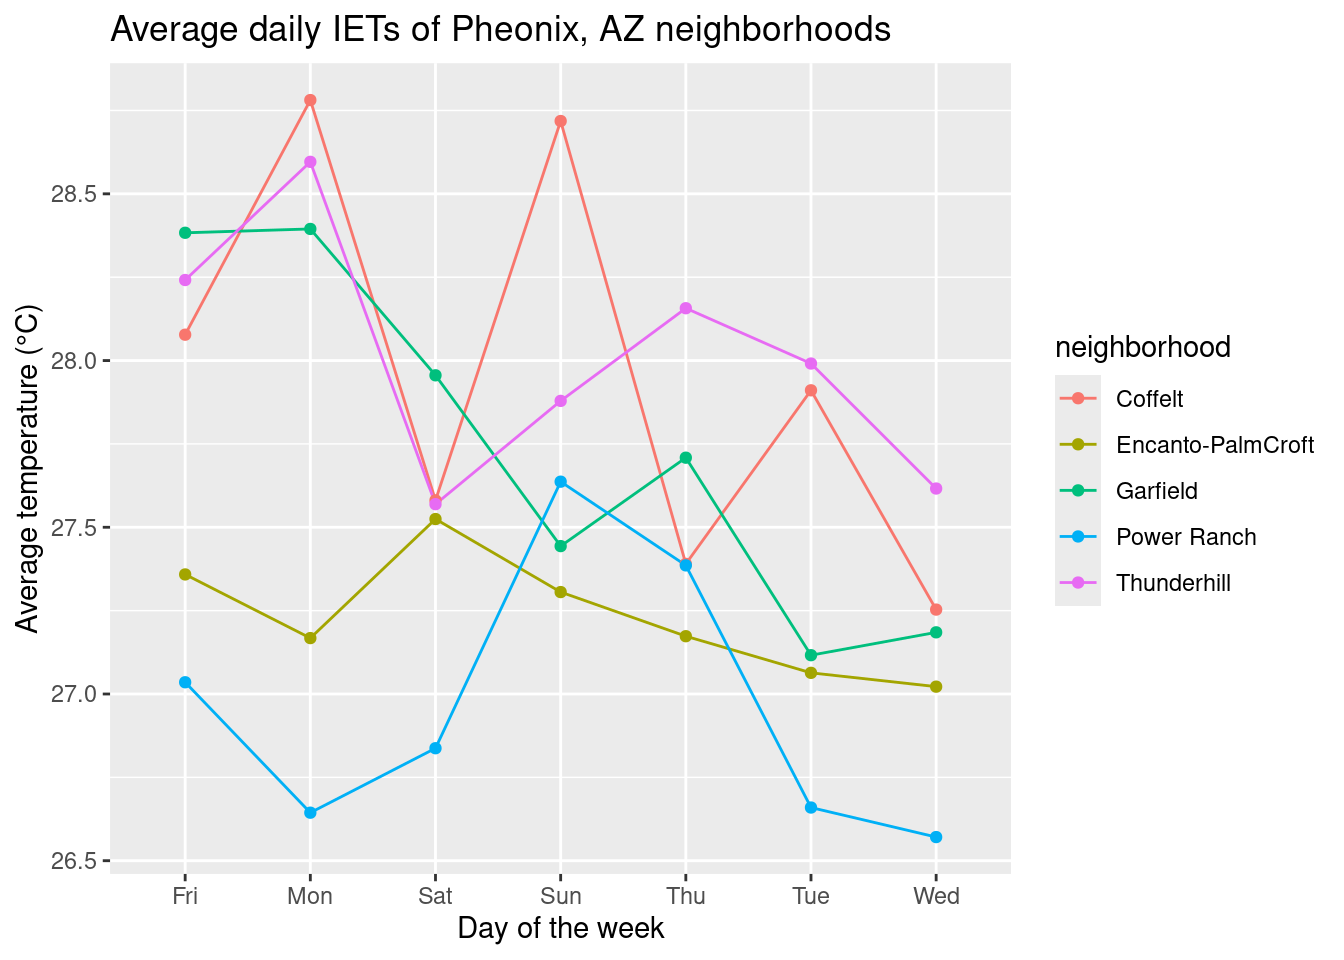 Average daily IETs of Pheonix, AZ neighborhoods
Average temperature (°C)
28.5
28.0
27.5
27.0
26.5
Fri Mon Sat Sun Thu Tue Wed
Day of the week
neighborhood
Coffelt
Encanto-PalmCroft
Garfield
Power Ranch
Thunderhill